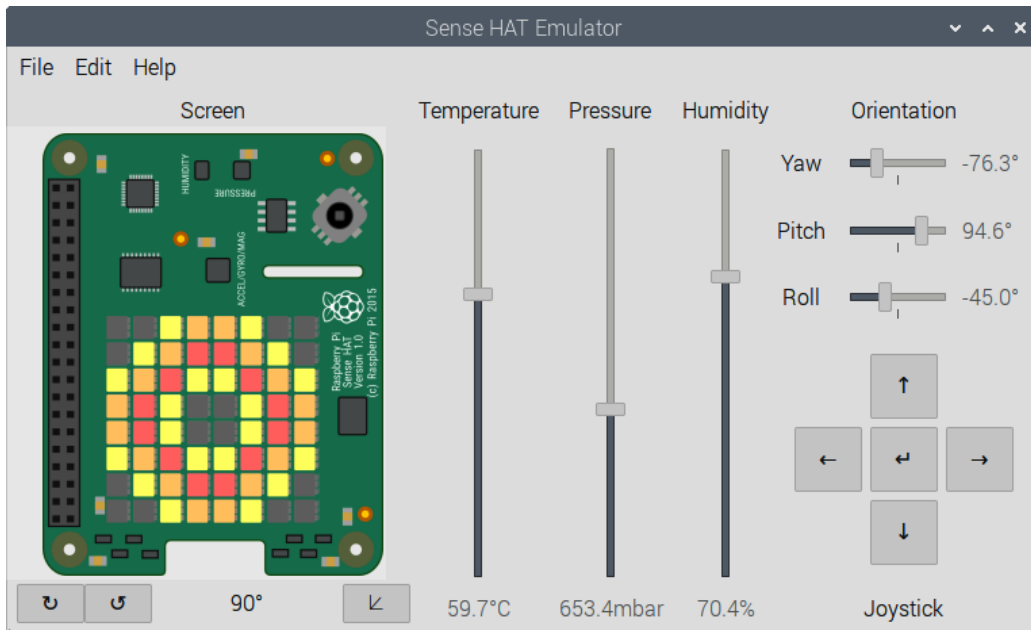 Sense HAT Emulator
File Edit Help
Screen
Temperature
Pressure
Humidity
Orientation
HUMIDITY
PRESSURE
ACCEL/GYRO/MAG
Raspberry Pi
Sense HAT
Version 1.0
(c) Raspberry Pi 2015
Yaw -76.3°
Pitch 94.6°
Roll -45.0°
↑
← ↵ →
↓
↻ ↺ 90°
59.7°C
653.4mbar
70.4%
Joystick